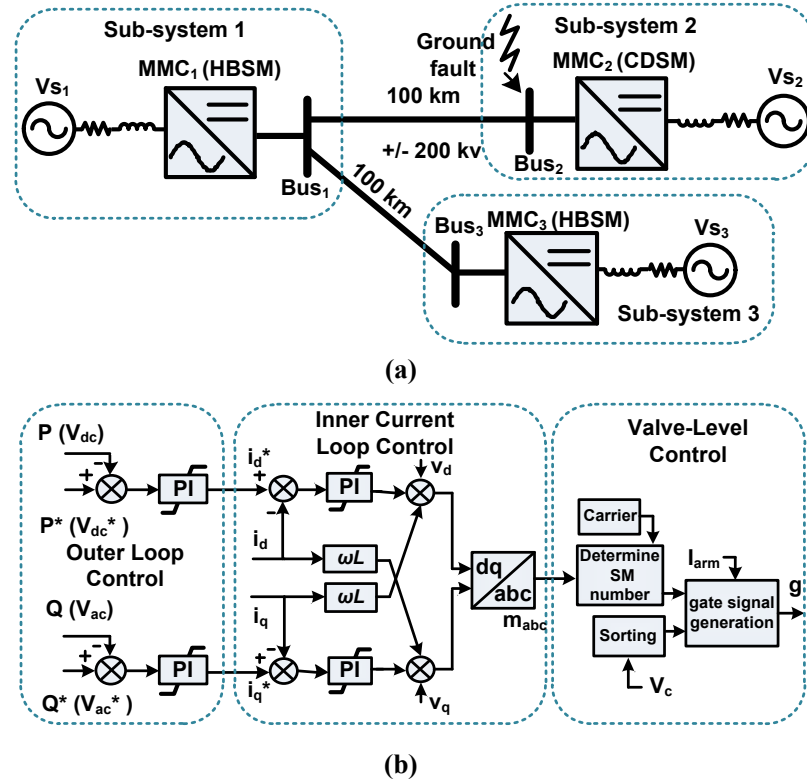 Sub-system 1
Sub-system 2
Ground
fault
MMC₁ (HBSM)
MMC₂ (CDSM)
Vs₁
Vs₂
100 km
+/- 200 kv
Bus₁
Bus₂
100 km
Bus₃
MMC₃ (HBSM)
Vs₃
Sub-system 3
(a)
P (Vdc)
P* (Vdc*)
+
-
PI
Outer Loop
Control
Q (Vac)
Q* (Vac*)
+
-
PI
Inner Current
Loop Control
id*
+
-
PI
vd
id
ωL
iq
ωL
iq*
+
-
PI
vq
dq
abc
mabc
Valve-Level
Control
Carrier
Determine
SM
number
Iarm
gate signal
generation
g
Sorting
Vc
(b)